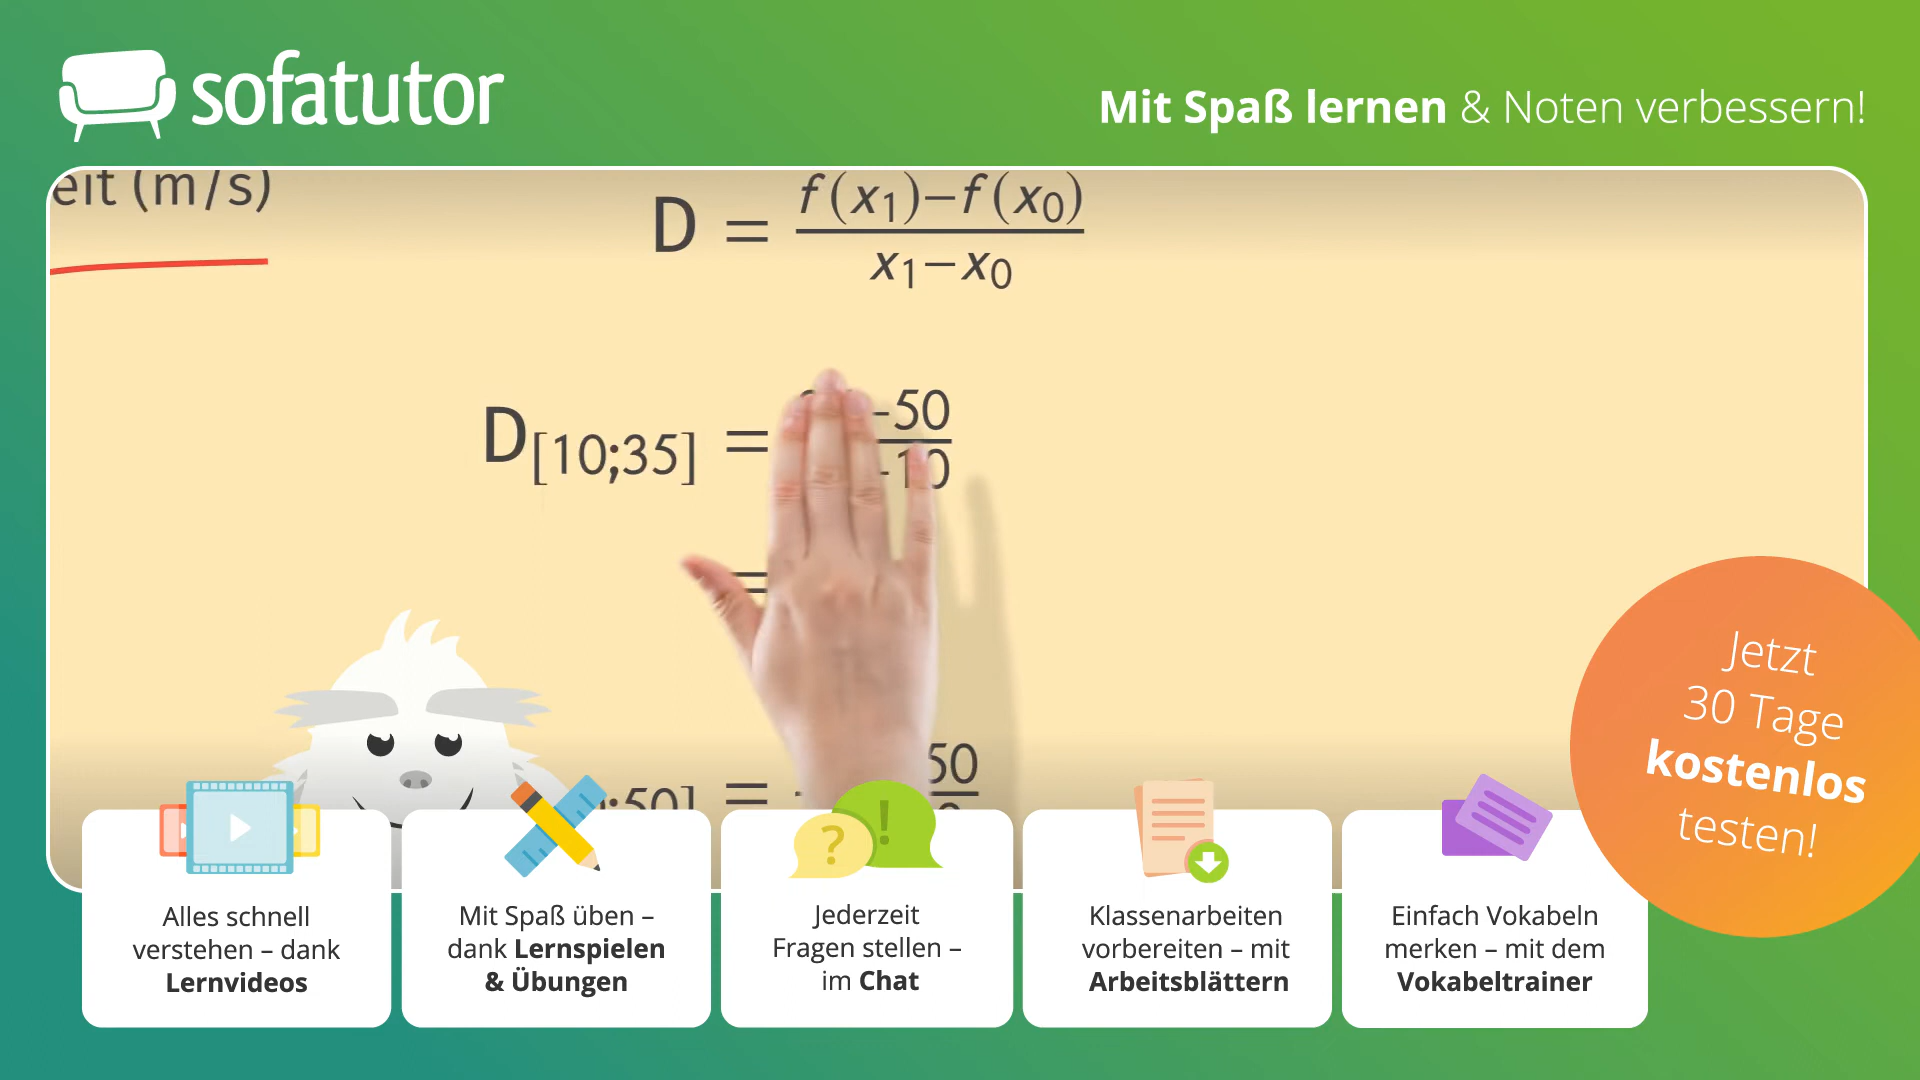 sofatutor
Mit Spaß lernen & Noten verbessern!
eit (m/s)
D = f(x₁)−f(x₀)
x₁−x₀
D[10;35] = -50
-10
=
;50] = 50
Jetzt
30 Tage
kostenlos
testen!
? !
Alles schnell
verstehen – dank
Lernvideos
Mit Spaß üben –
dank Lernspielen
& Übungen
Jederzeit
Fragen stellen –
im Chat
Klassenarbeiten
vorbereiten – mit
Arbeitsblättern
Einfach Vokabeln
merken – mit dem
Vokabeltrainer